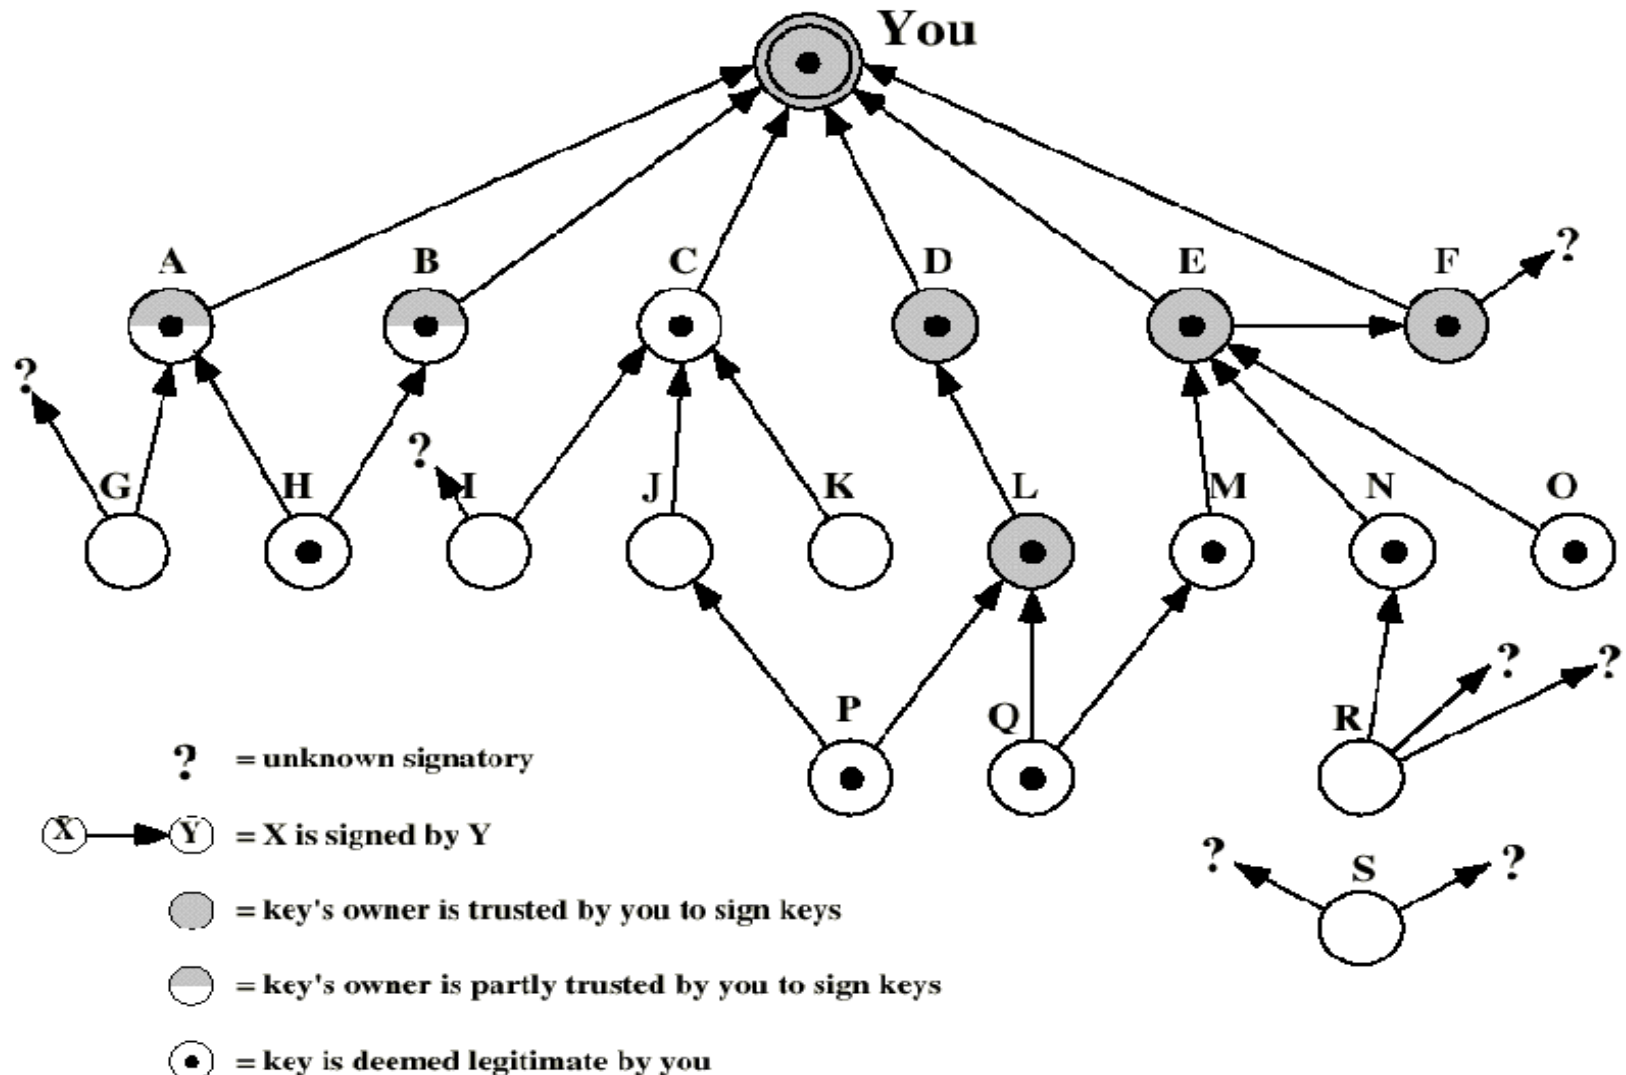 You
A B C D E F ?
?
?
G H I J K L M N O
? ?
P Q R
? = unknown signatory
X Y = X is signed by Y
? S ?
= key's owner is trusted by you to sign keys
= key's owner is partly trusted by you to sign keys
= key is deemed legitimate by you